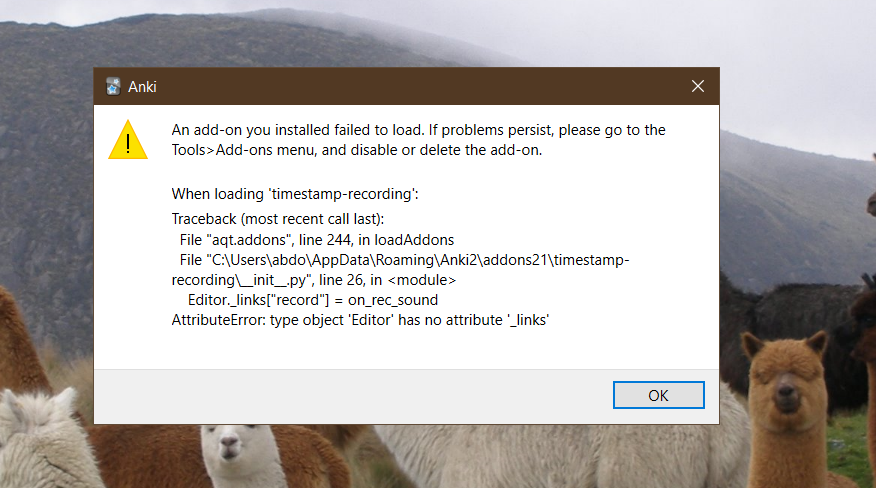 Anki
An add-on you installed failed to load. If problems persist, please go to the
Tools>Add-ons menu, and disable or delete the add-on.
When loading 'timestamp-recording':
Traceback (most recent call last):
File "aqt.addons", line 244, in loadAddons
File "C:\Users\abdo\AppData\Roaming\Anki2\addons21\timestamp-
recording\__init__.py", line 26, in <module>
Editor._links["record"] = on_rec_sound
AttributeError: type object 'Editor' has no attribute '_links'
OK